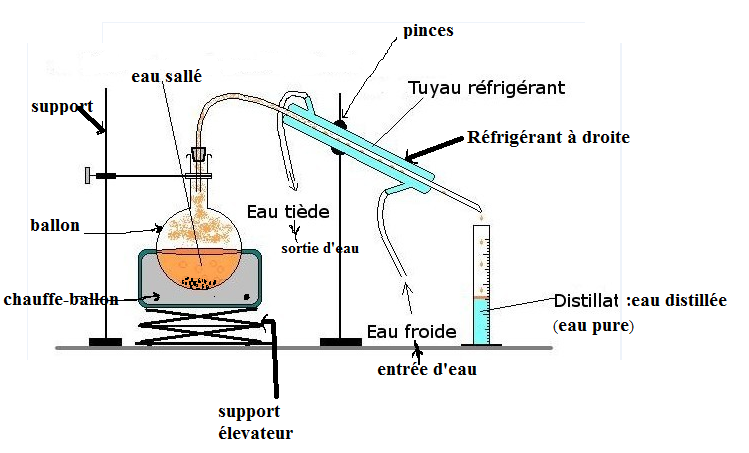 pinces
eau sallé
Tuyau réfrigérant
support
Réfrigérant à droite
Eau tiède
ballon
sortie d'eau
chauffe-ballon
Distillat :eau distillée
(eau pure)
Eau froide
entrée d'eau
support
élevateur